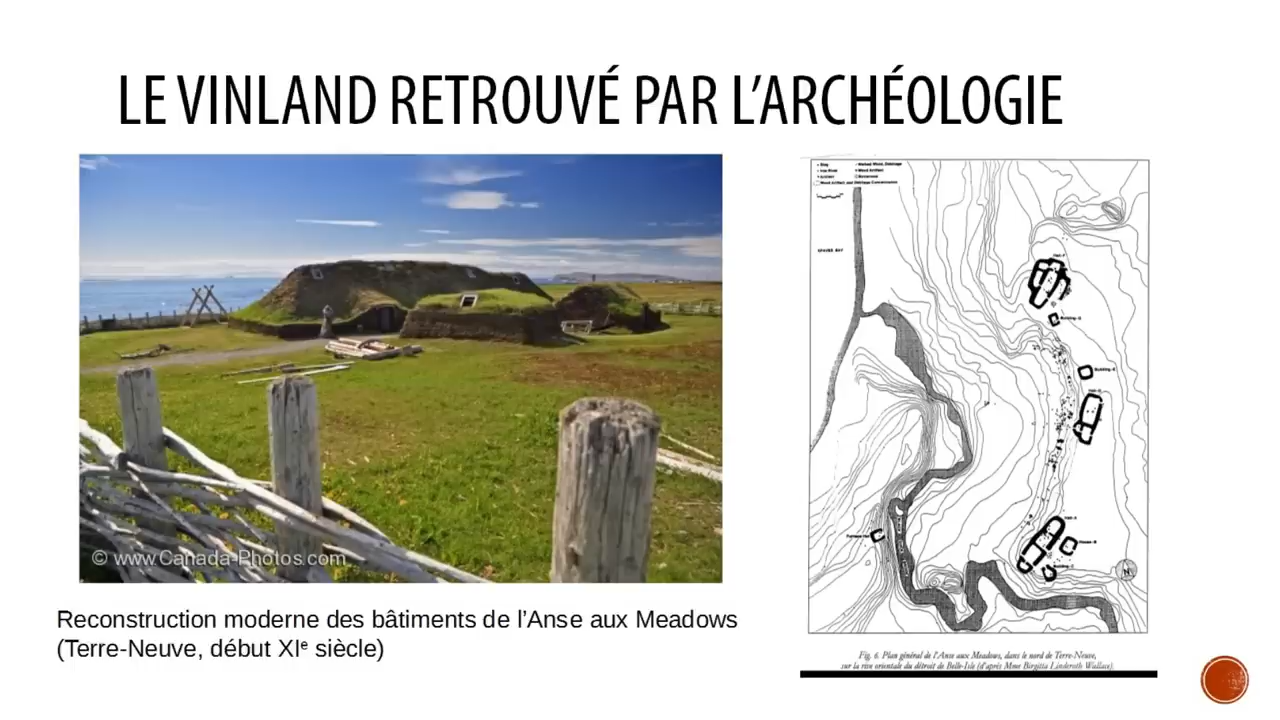 LE VINLAND RETROUVÉ PAR L’ARCHÉOLOGIE
© www.Canada-Photos.com
Reconstruction moderne des bâtiments de l’Anse aux Meadows
(Terre-Neuve, début XIe siècle)
Building-E
Fig. 6. Plan général de l'Anse aux Meadows, dans le nord de Terre-Neuve,
sur la rive orientale du détroit de Belle-Isle (d'après Mme Birgitta Linderoth Wallace).